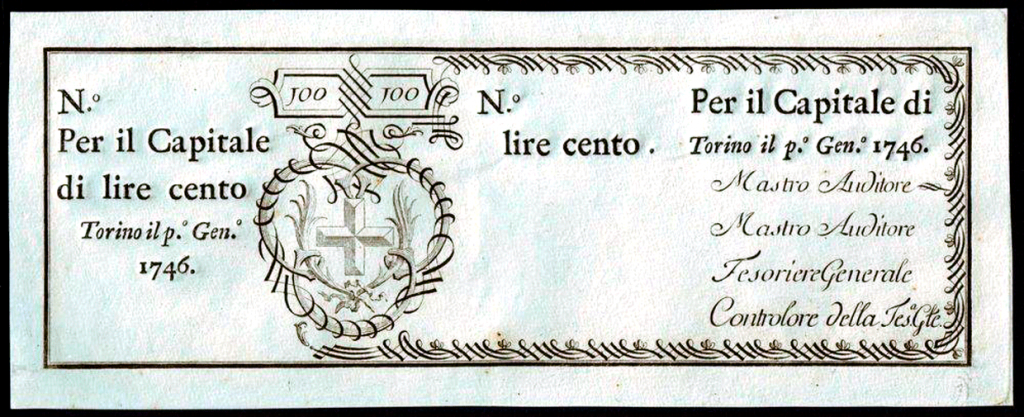 N.º
Per il Capitale
di lire cento
Torino il p.º Gen.º
1746.
100 100
N.º Per il Capitale di
lire cento . Torino il p.º Gen.º 1746.
Mastro Auditore
Mastro Auditore
Tesoriere Generale
Controlore della Tes.ª Gle.